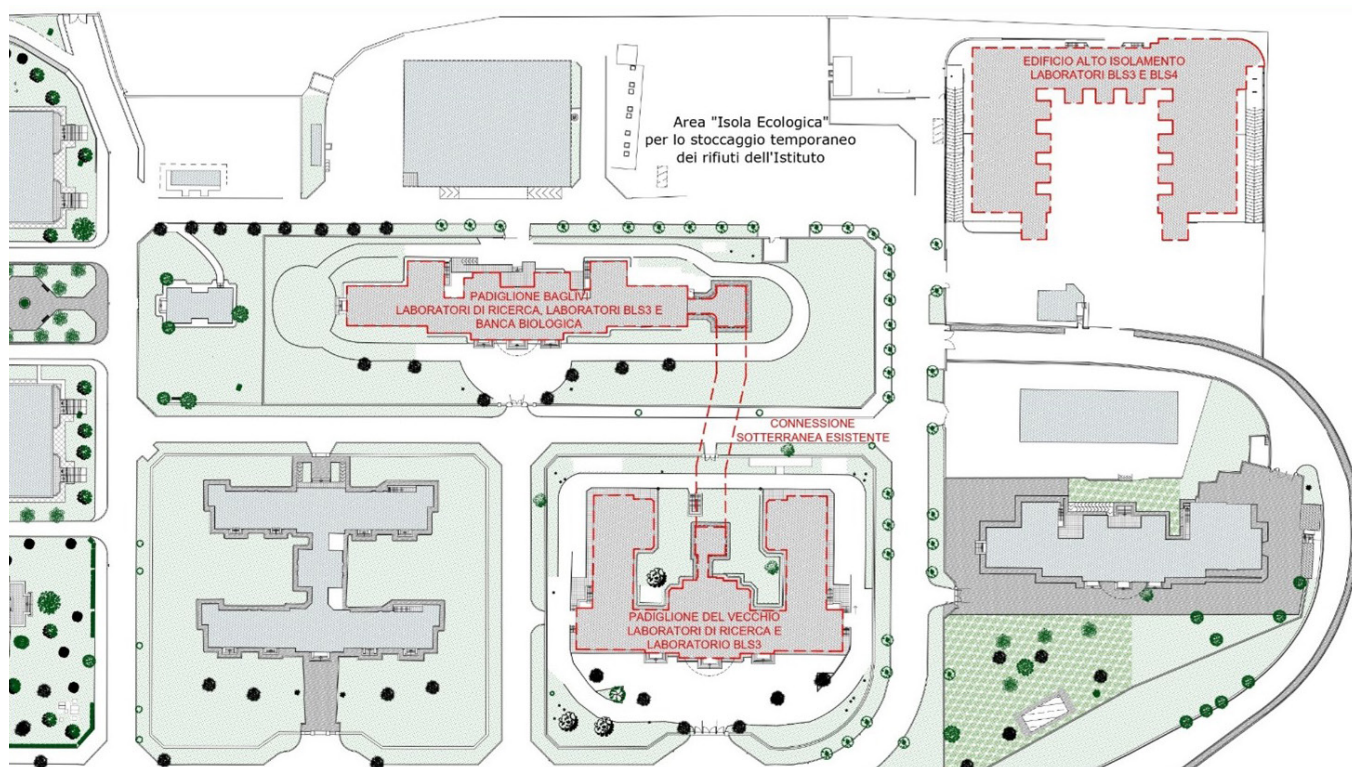 EDIFICIO ALTO ISOLAMENTO
LABORATORI BLS3 E BLS4
Area "Isola Ecologica"
per lo stoccaggio temporaneo
dei rifiuti dell'Istituto
PADIGLIONE BAGLIVI
LABORATORI DI RICERCA, LABORATORI BLS3 E
BANCA BIOLOGICA
CONNESSIONE
SOTTERRANEA ESISTENTE
PADIGLIONE DEL VECCHIO
LABORATORI DI RICERCA E
LABORATORIO BLS3